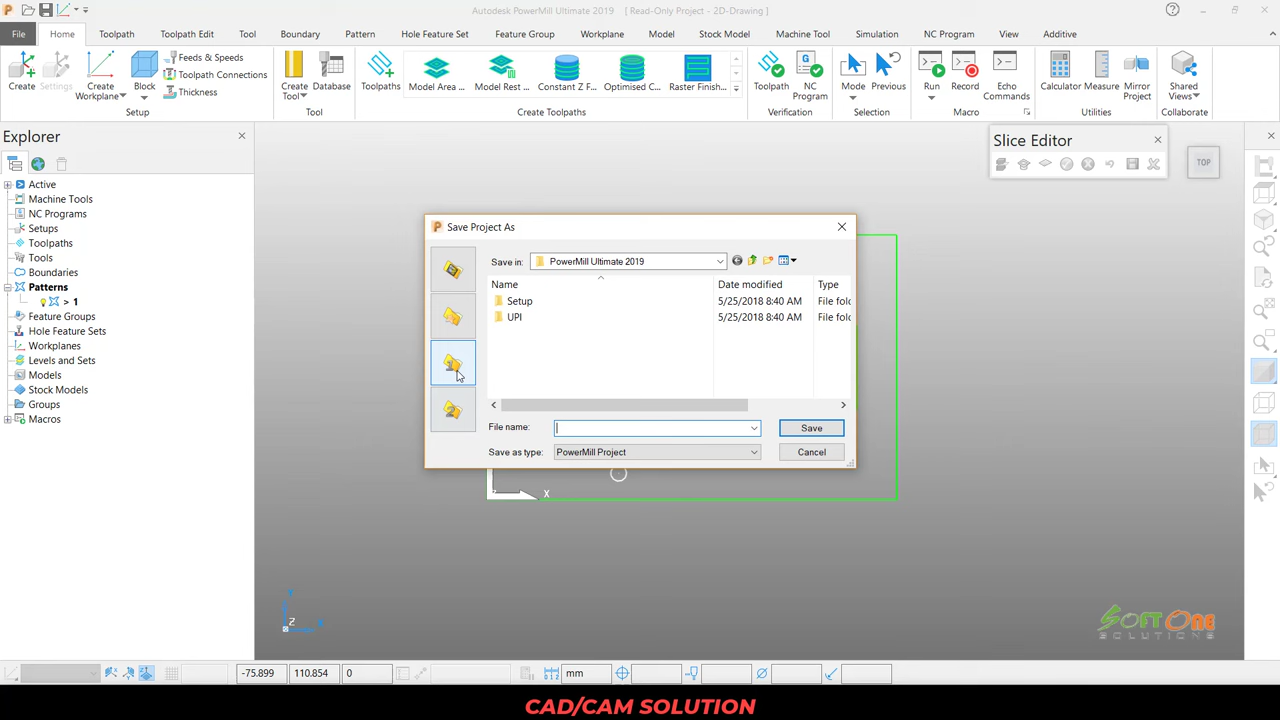 Autodesk PowerMill Ultimate 2019 [ Read-Only Project - 2D-Drawing ]
File Home Toolpath Toolpath Edit Tool Boundary Pattern Hole Feature Set Feature Group Workplane Model Stock Model Machine Tool Simulation NC Program View Additive
Create Settings Create Workplane Block Feeds & Speeds Toolpath Connections Thickness
Create Tool Database Toolpaths Model Area ... Model Rest ... Constant Z F... Optimised C... Raster Finish... Toolpath NC Program Mode Previous Run Record Echo Commands Calculator Measure Mirror Project Shared Views
Setup Tool Create Toolpaths Verification Selection Macro Utilities Collaborate
Explorer
Active
Machine Tools
NC Programs
Setups
Toolpaths
Tools
Boundaries
Patterns
> 1
Feature Groups
Hole Feature Sets
Workplanes
Levels and Sets
Models
Stock Models
Groups
Macros
Slice Editor
TOP
Save Project As
Save in: PowerMill Ultimate 2019
Name Date modified Type
Setup 5/25/2018 8:40 AM File fold
UPI 5/25/2018 8:40 AM File fold
File name: Save
Save as type: PowerMill Project Cancel
X
Y
Z X
SOFTONE
SOLUTIONS
-75.899 110.854 0 mm
CAD/CAM SOLUTION